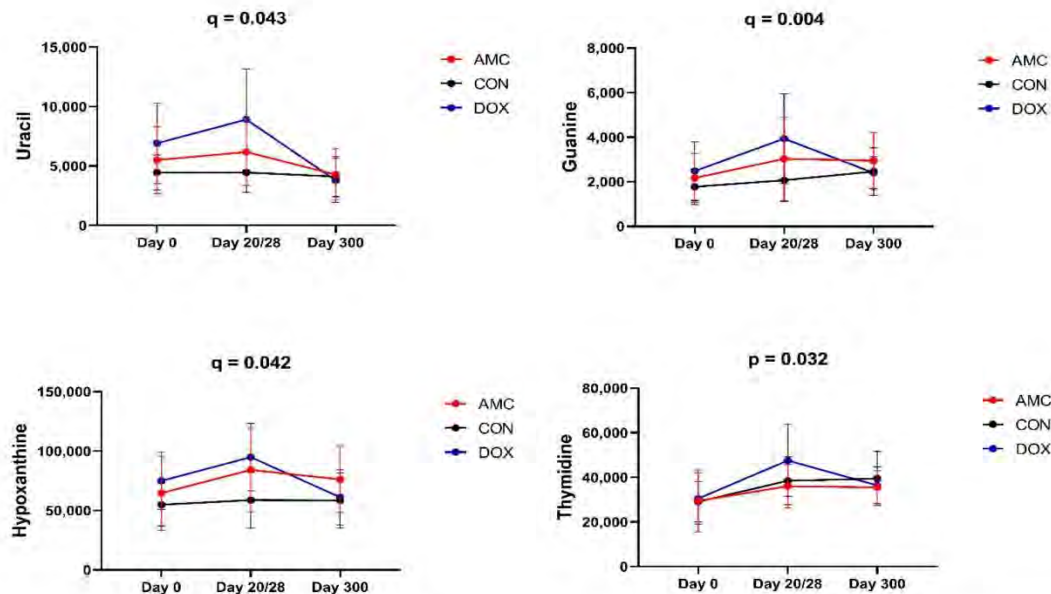 q = 0.043
15,000
10,000
5,000
0
Uracil
Day 0 Day 20/28 Day 300
AMC
CON
DOX
q = 0.004
8,000
6,000
4,000
2,000
0
Guanine
Day 0 Day 20/28 Day 300
AMC
CON
DOX
q = 0.042
150,000
100,000
50,000
0
Hypoxanthine
Day 0 Day 20/28 Day 300
AMC
CON
DOX
p = 0.032
80,000
60,000
40,000
20,000
0
Thymidine
Day 0 Day 20/28 Day 300
AMC
CON
DOX